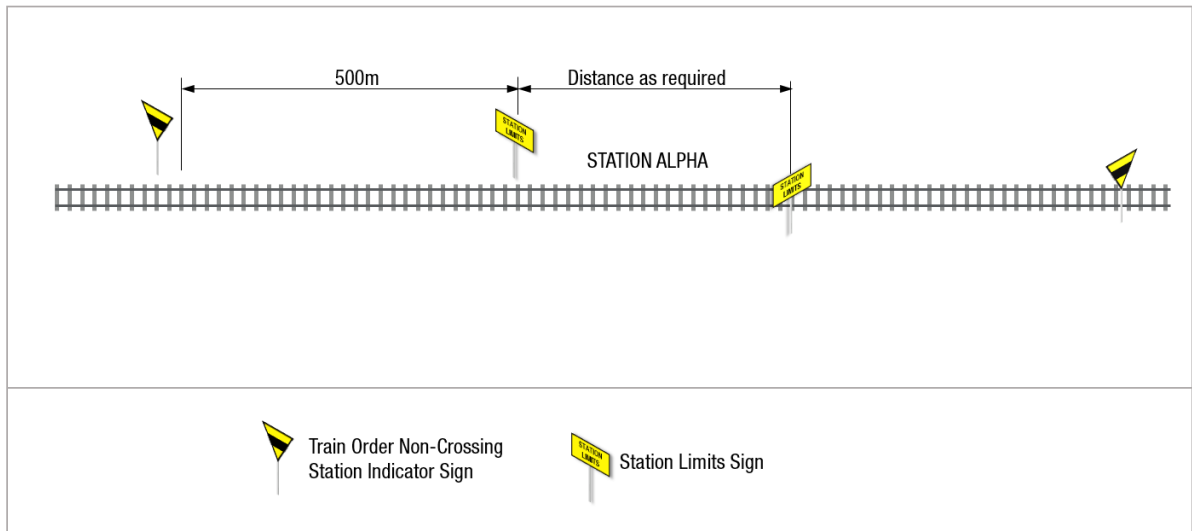 500m
Distance as required
STATION
LIMITS
STATION ALPHA
STATION
LIMITS
Train Order Non-Crossing
Station Indicator Sign
STATION
LIMITS
Station Limits Sign